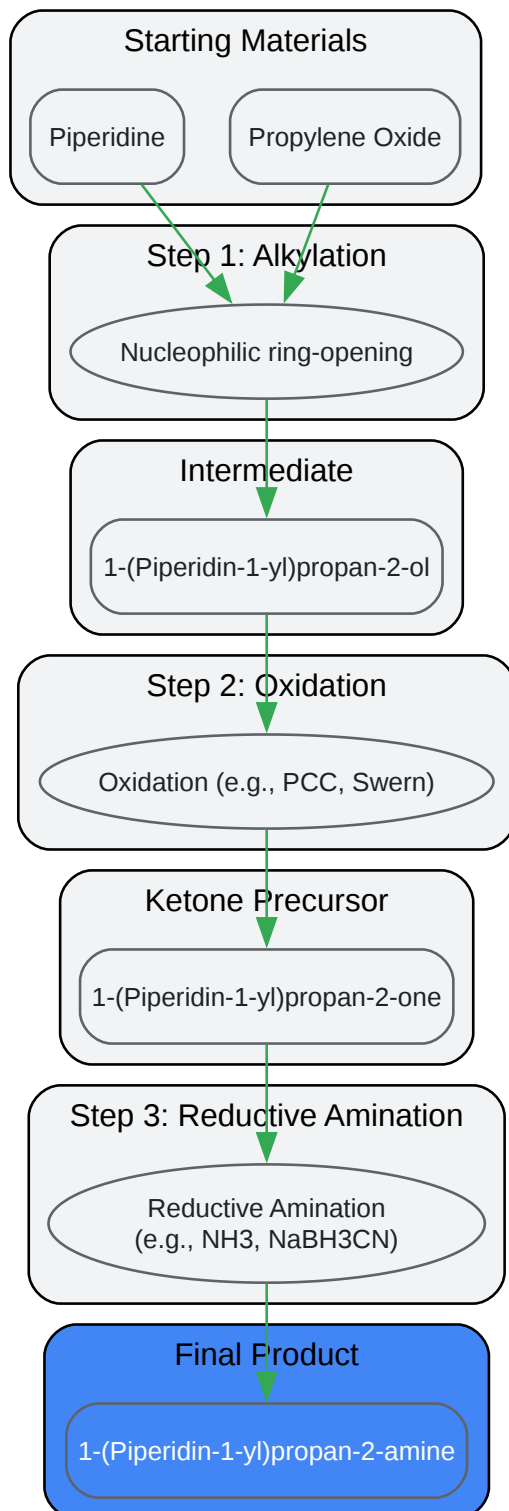 Starting Materials
Piperidine
Propylene Oxide
Step 1: Alkylation
Nucleophilic ring-opening
Intermediate
1-(Piperidin-1-yl)propan-2-ol
Step 2: Oxidation
Oxidation (e.g., PCC, Swern)
Ketone Precursor
1-(Piperidin-1-yl)propan-2-one
Step 3: Reductive Amination
Reductive Amination
(e.g., NH3, NaBH3CN)
Final Product
1-(Piperidin-1-yl)propan-2-amine